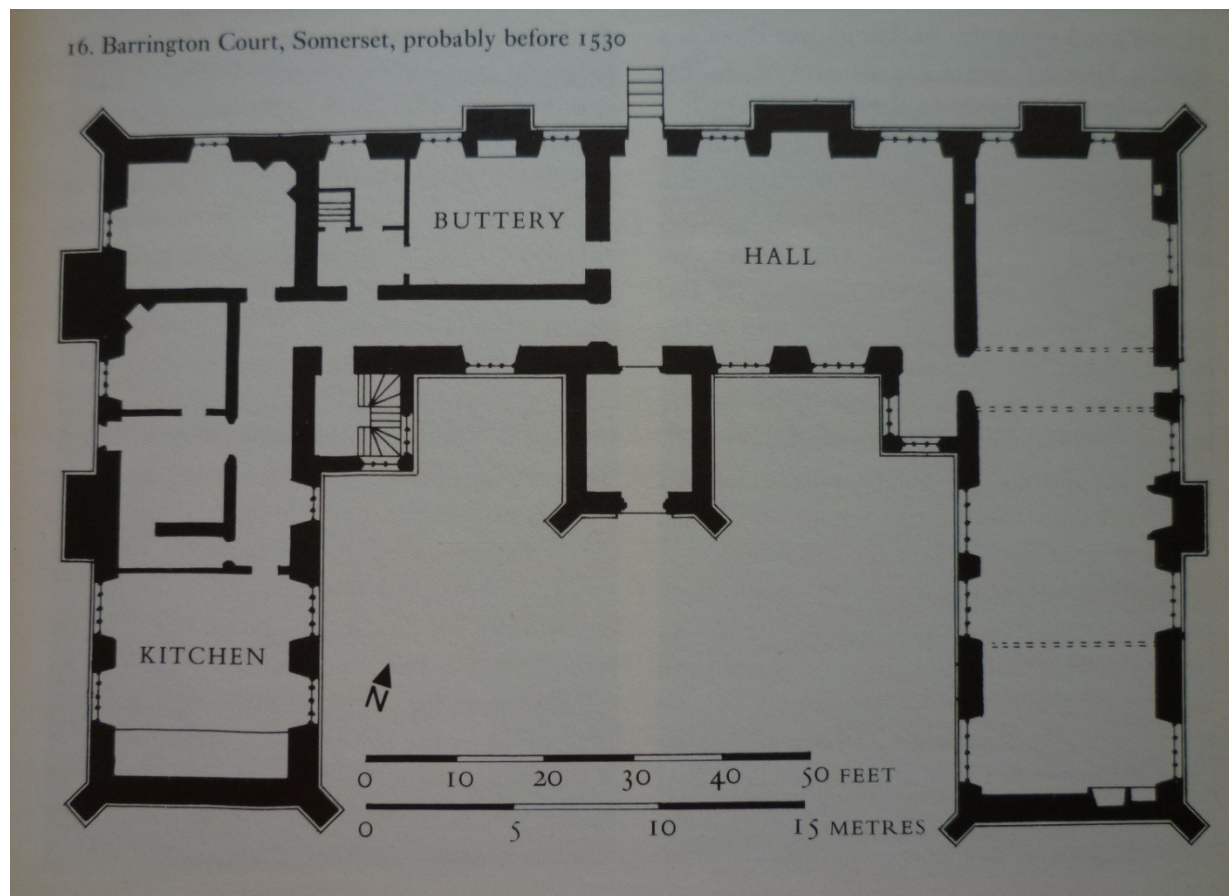 16. Barrington Court, Somerset, probably before 1530
BUTTERY
HALL
KITCHEN
N
0 10 20 30 40 50 FEET
0 5 10 15 METRES